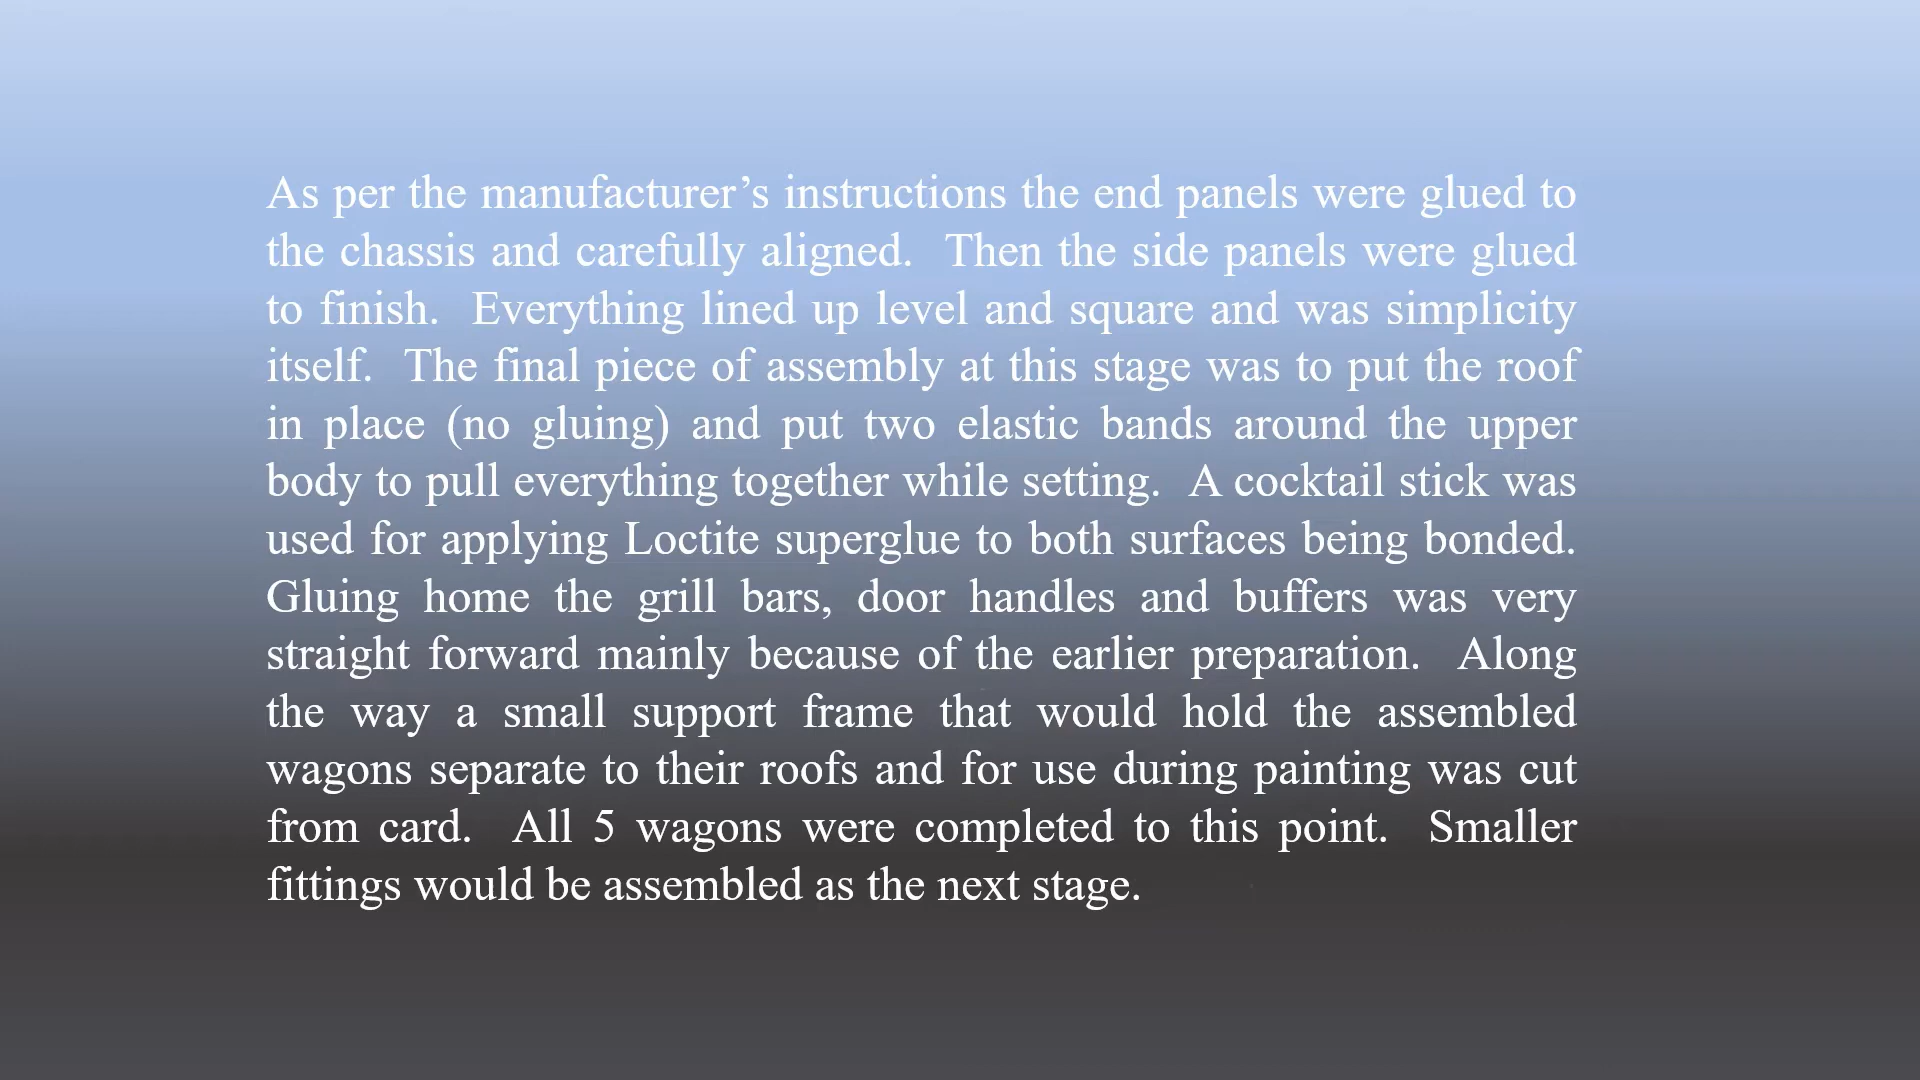 As per the manufacturer’s instructions the end panels were glued to
the chassis and carefully aligned.  Then the side panels were glued
to finish.  Everything lined up level and square and was simplicity
itself.  The final piece of assembly at this stage was to put the roof
in place (no gluing) and put two elastic bands around the upper
body to pull everything together while setting.  A cocktail stick was
used for applying Loctite superglue to both surfaces being bonded.
Gluing home the grill bars, door handles and buffers was very
straight forward mainly because of the earlier preparation.  Along
the way a small support frame that would hold the assembled
wagons separate to their roofs and for use during painting was cut
from card.  All 5 wagons were completed to this point.  Smaller
fittings would be assembled as the next stage.